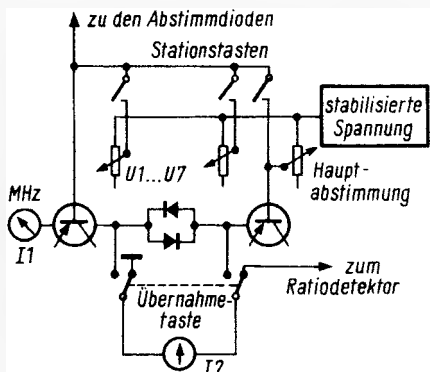 zu den Abstimmdioden
Stationstasten
stabilisierte
Spannung
U1...U7
Haupt-
abstimmung
MHz
I1
zum
Ratiodetektor
Übernahme-
taste
I2